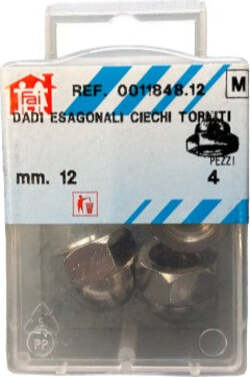 fai
M
REF. 0011848.12
DADI ESAGONALI CIECHI TORNITI
PEZZI
mm. 12
4
PP